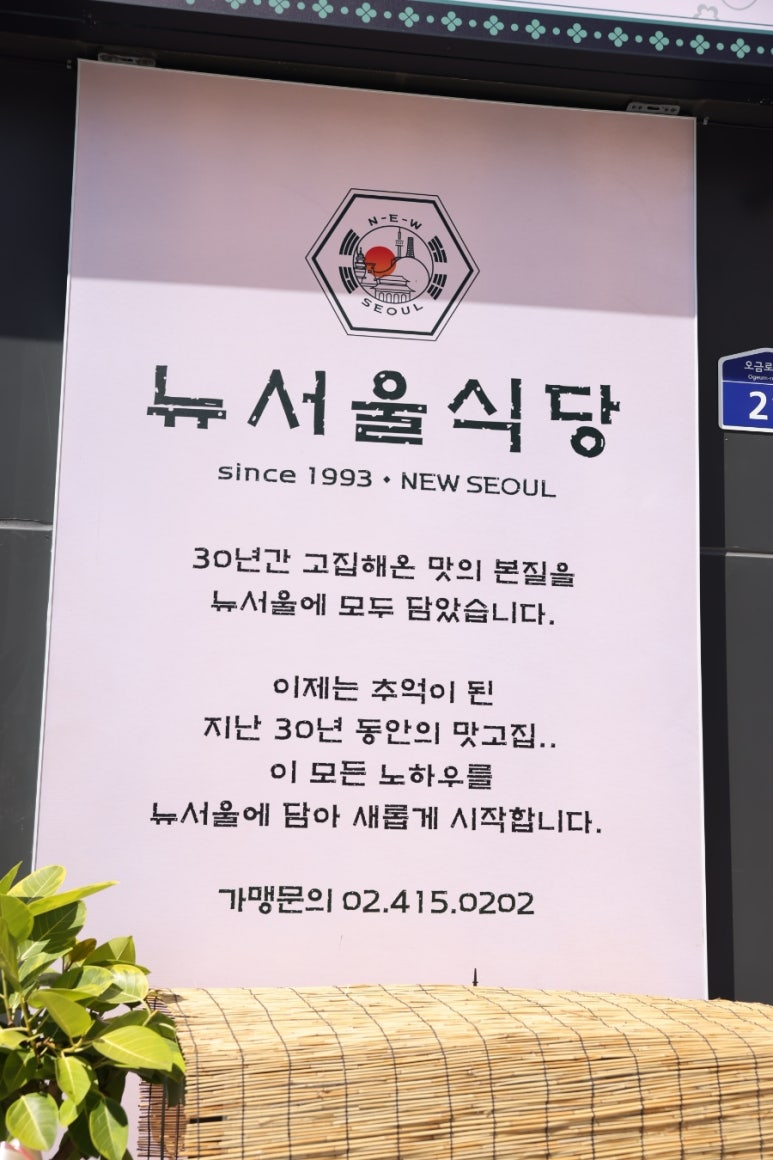 N-E-W
SEOUL
뉴서울식당
since 1993 • NEW SEOUL
30년간 고집해온 맛의 본질을
뉴서울에 모두 담았습니다.
이제는 추억이 된
지난 30년 동안의 맛고집..
이 모든 노하우를
뉴서울에 담아 새롭게 시작합니다.
가맹문의 02.415.0202
오금로